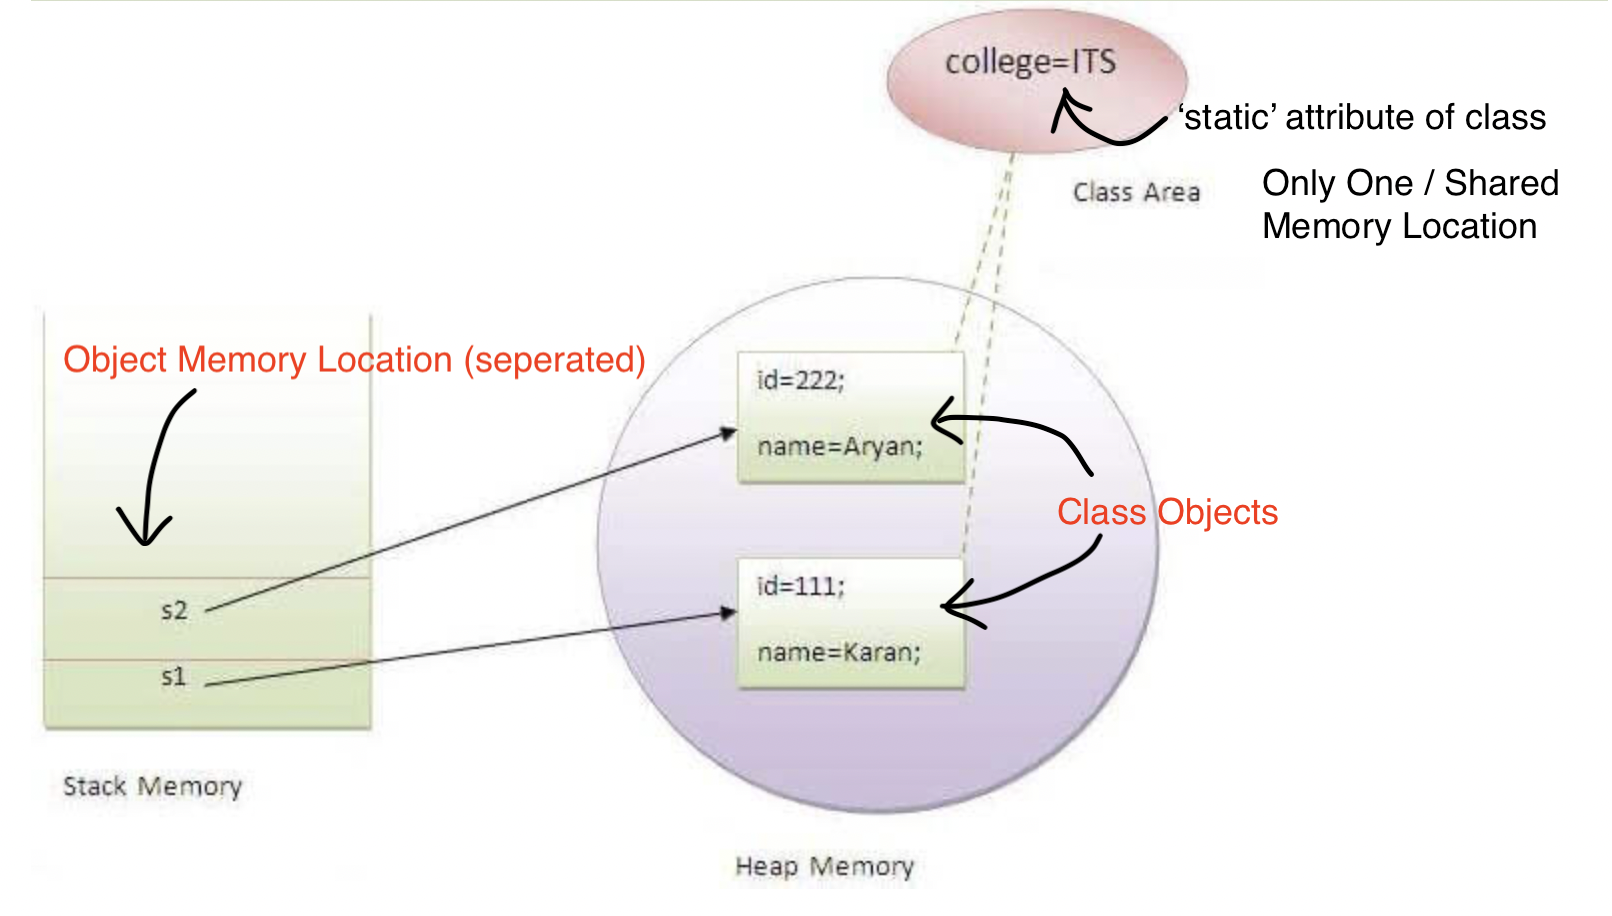 college=ITS
‘static’ attribute of class
Class Area
Only One / Shared
Memory Location
Object Memory Location (seperated)
id=222;
name=Aryan;
Class Objects
id=111;
name=Karan;
s2
s1
Stack Memory
Heap Memory